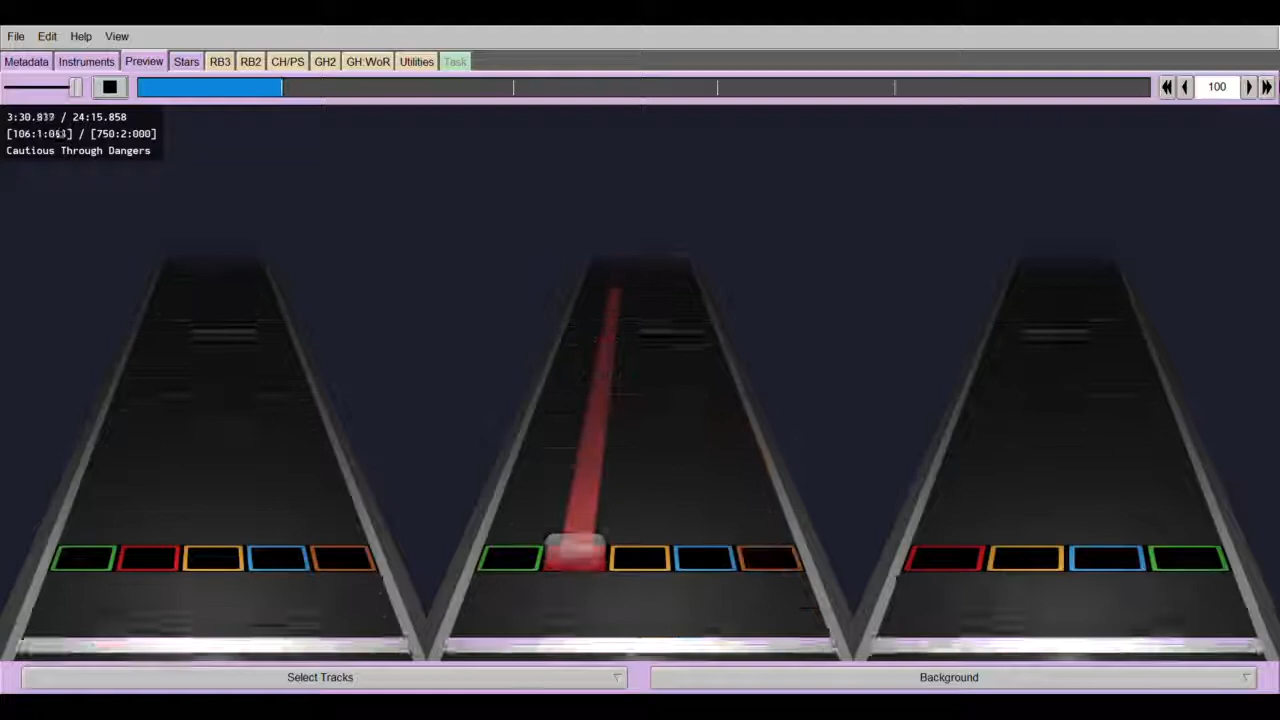 File Edit Help View
Metadata Instruments Preview Stars RB3 RB2 CH/PS GH2 GH:WoR Utilities Task
100
/ 24:15.858
/ [750:2:000]
Cautious Through Dangers
Select Tracks Background